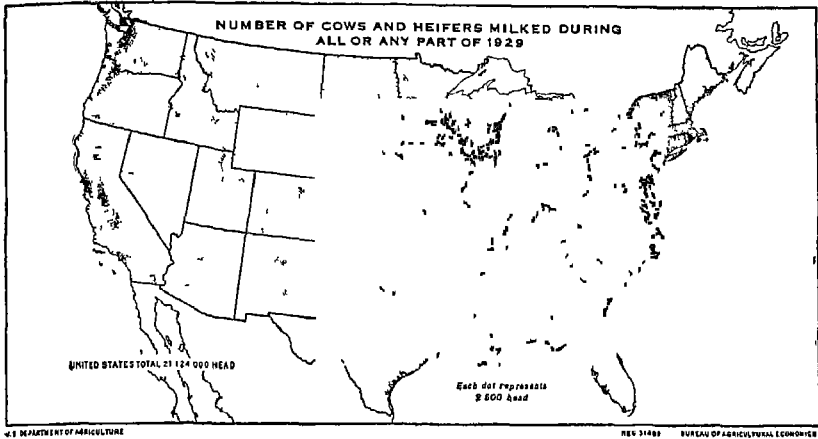 NUMBER OF COWS AND HEIFERS MILKED DURING
ALL OR ANY PART OF 1929
UNITED STATES TOTAL 21 124 000 HEAD
Each dot represents
2 500 head
U.S. DEPARTMENT OF AGRICULTURE
NEG. BUREAU OF AGRICULTURAL ECONOMICS